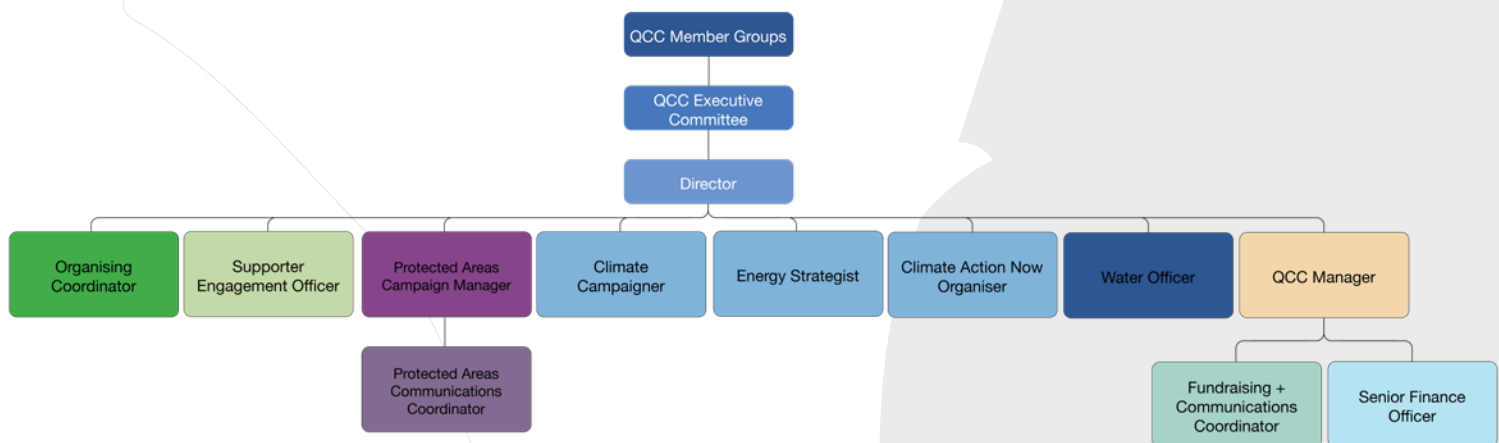 QCC Member Groups
QCC Executive
Committee
Director
Organising
Coordinator
Supporter
Engagement Officer
Protected Areas
Campaign Manager
Climate
Campaigner
Energy Strategist
Climate Action Now
Organiser
Water Officer
QCC Manager
Protected Areas
Communications
Coordinator
Fundraising +
Communications
Coordinator
Senior Finance
Officer